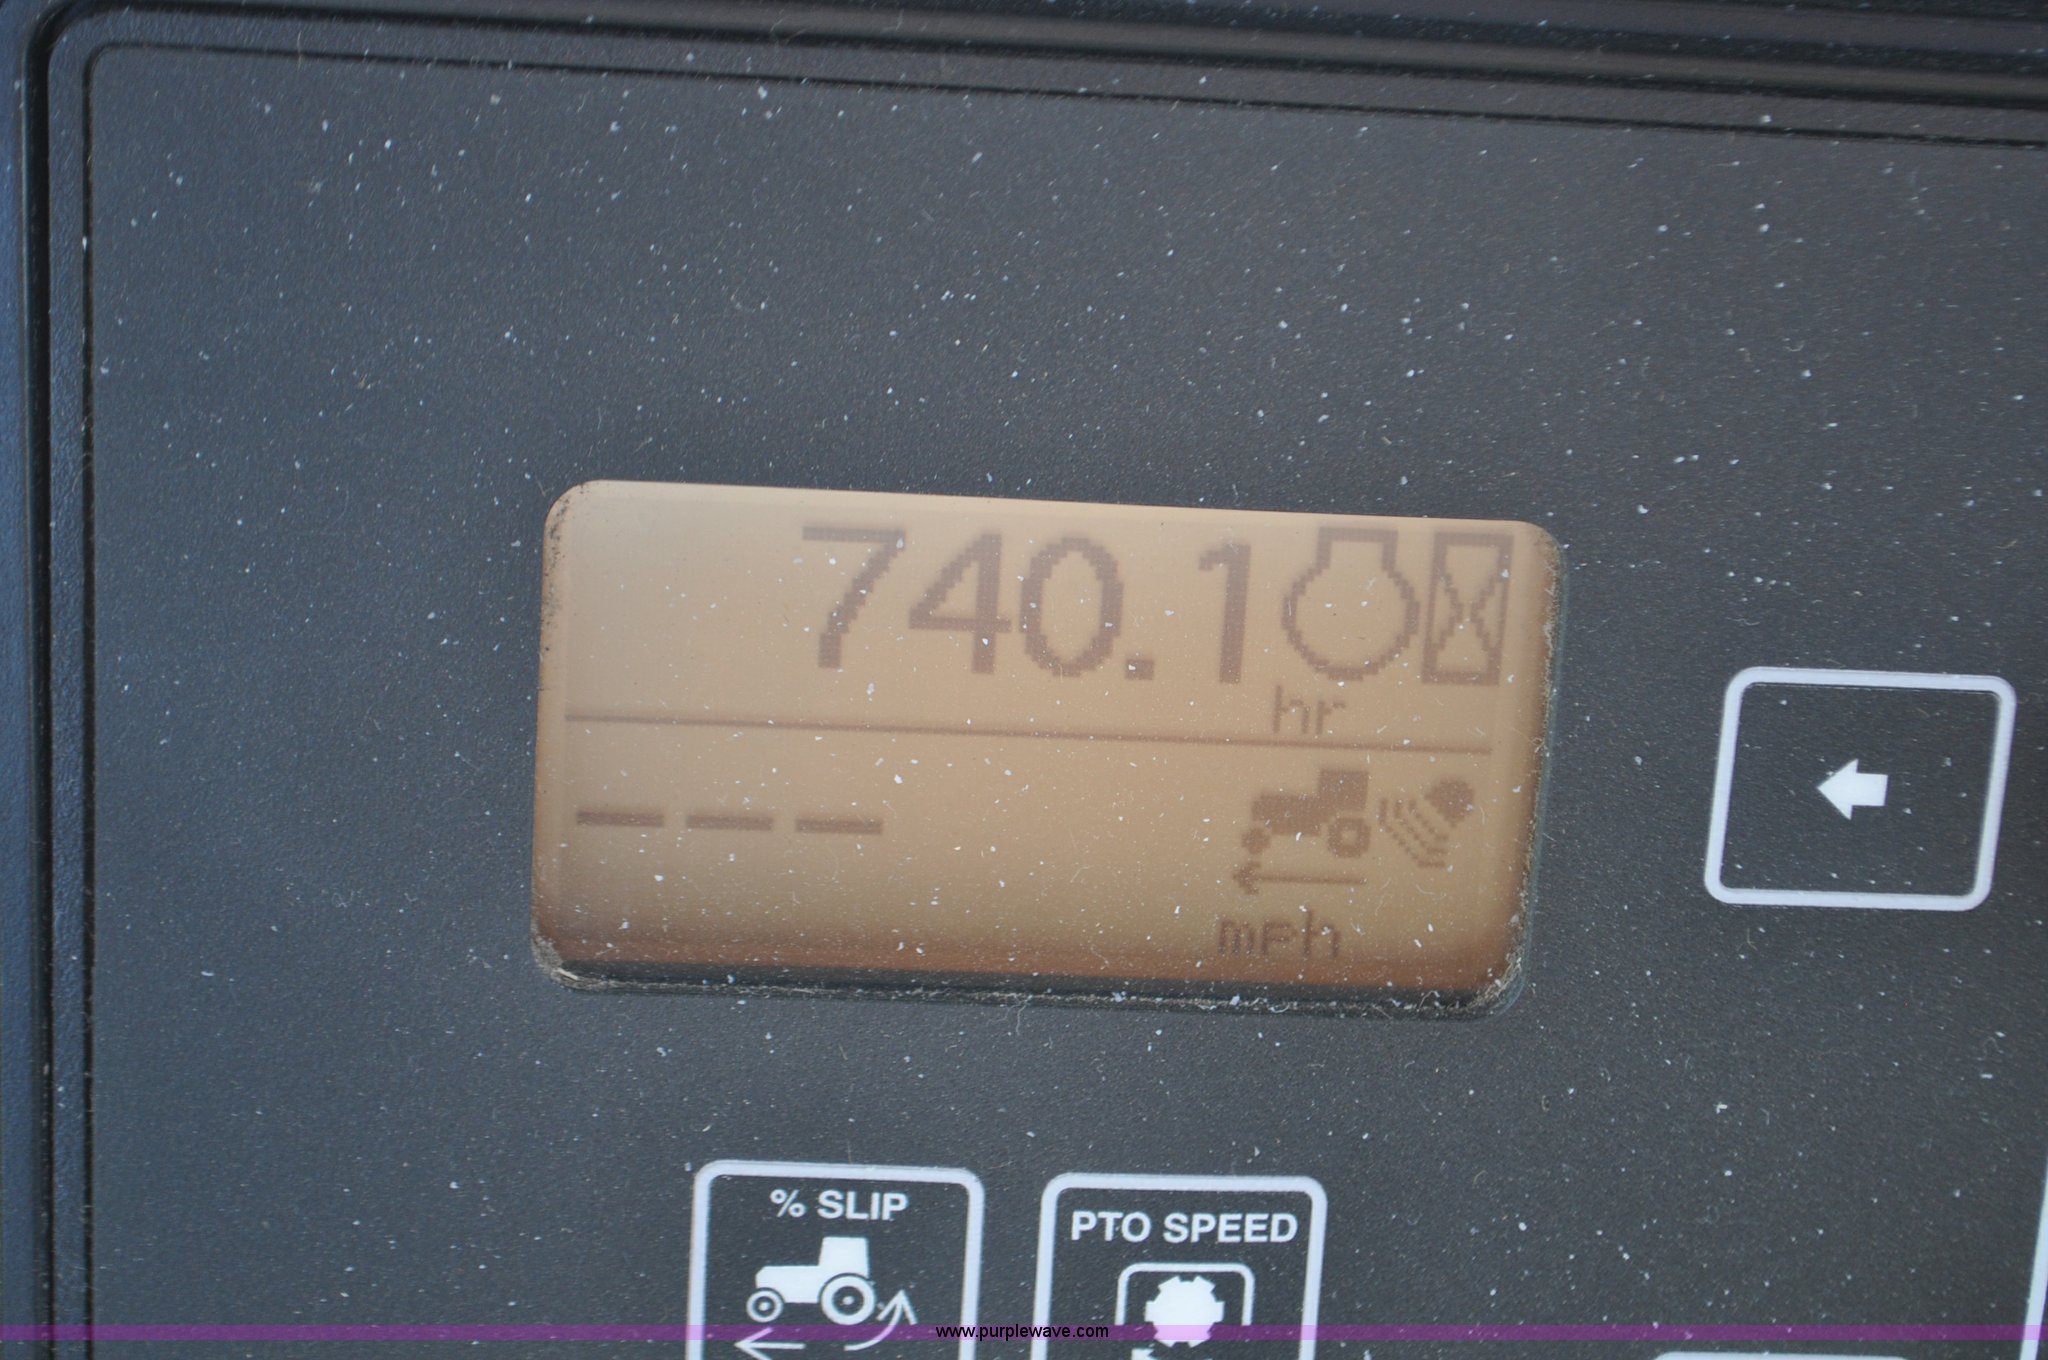 740.1
hr
---
mph
% SLIP
PTO SPEED
www.purplewave.com